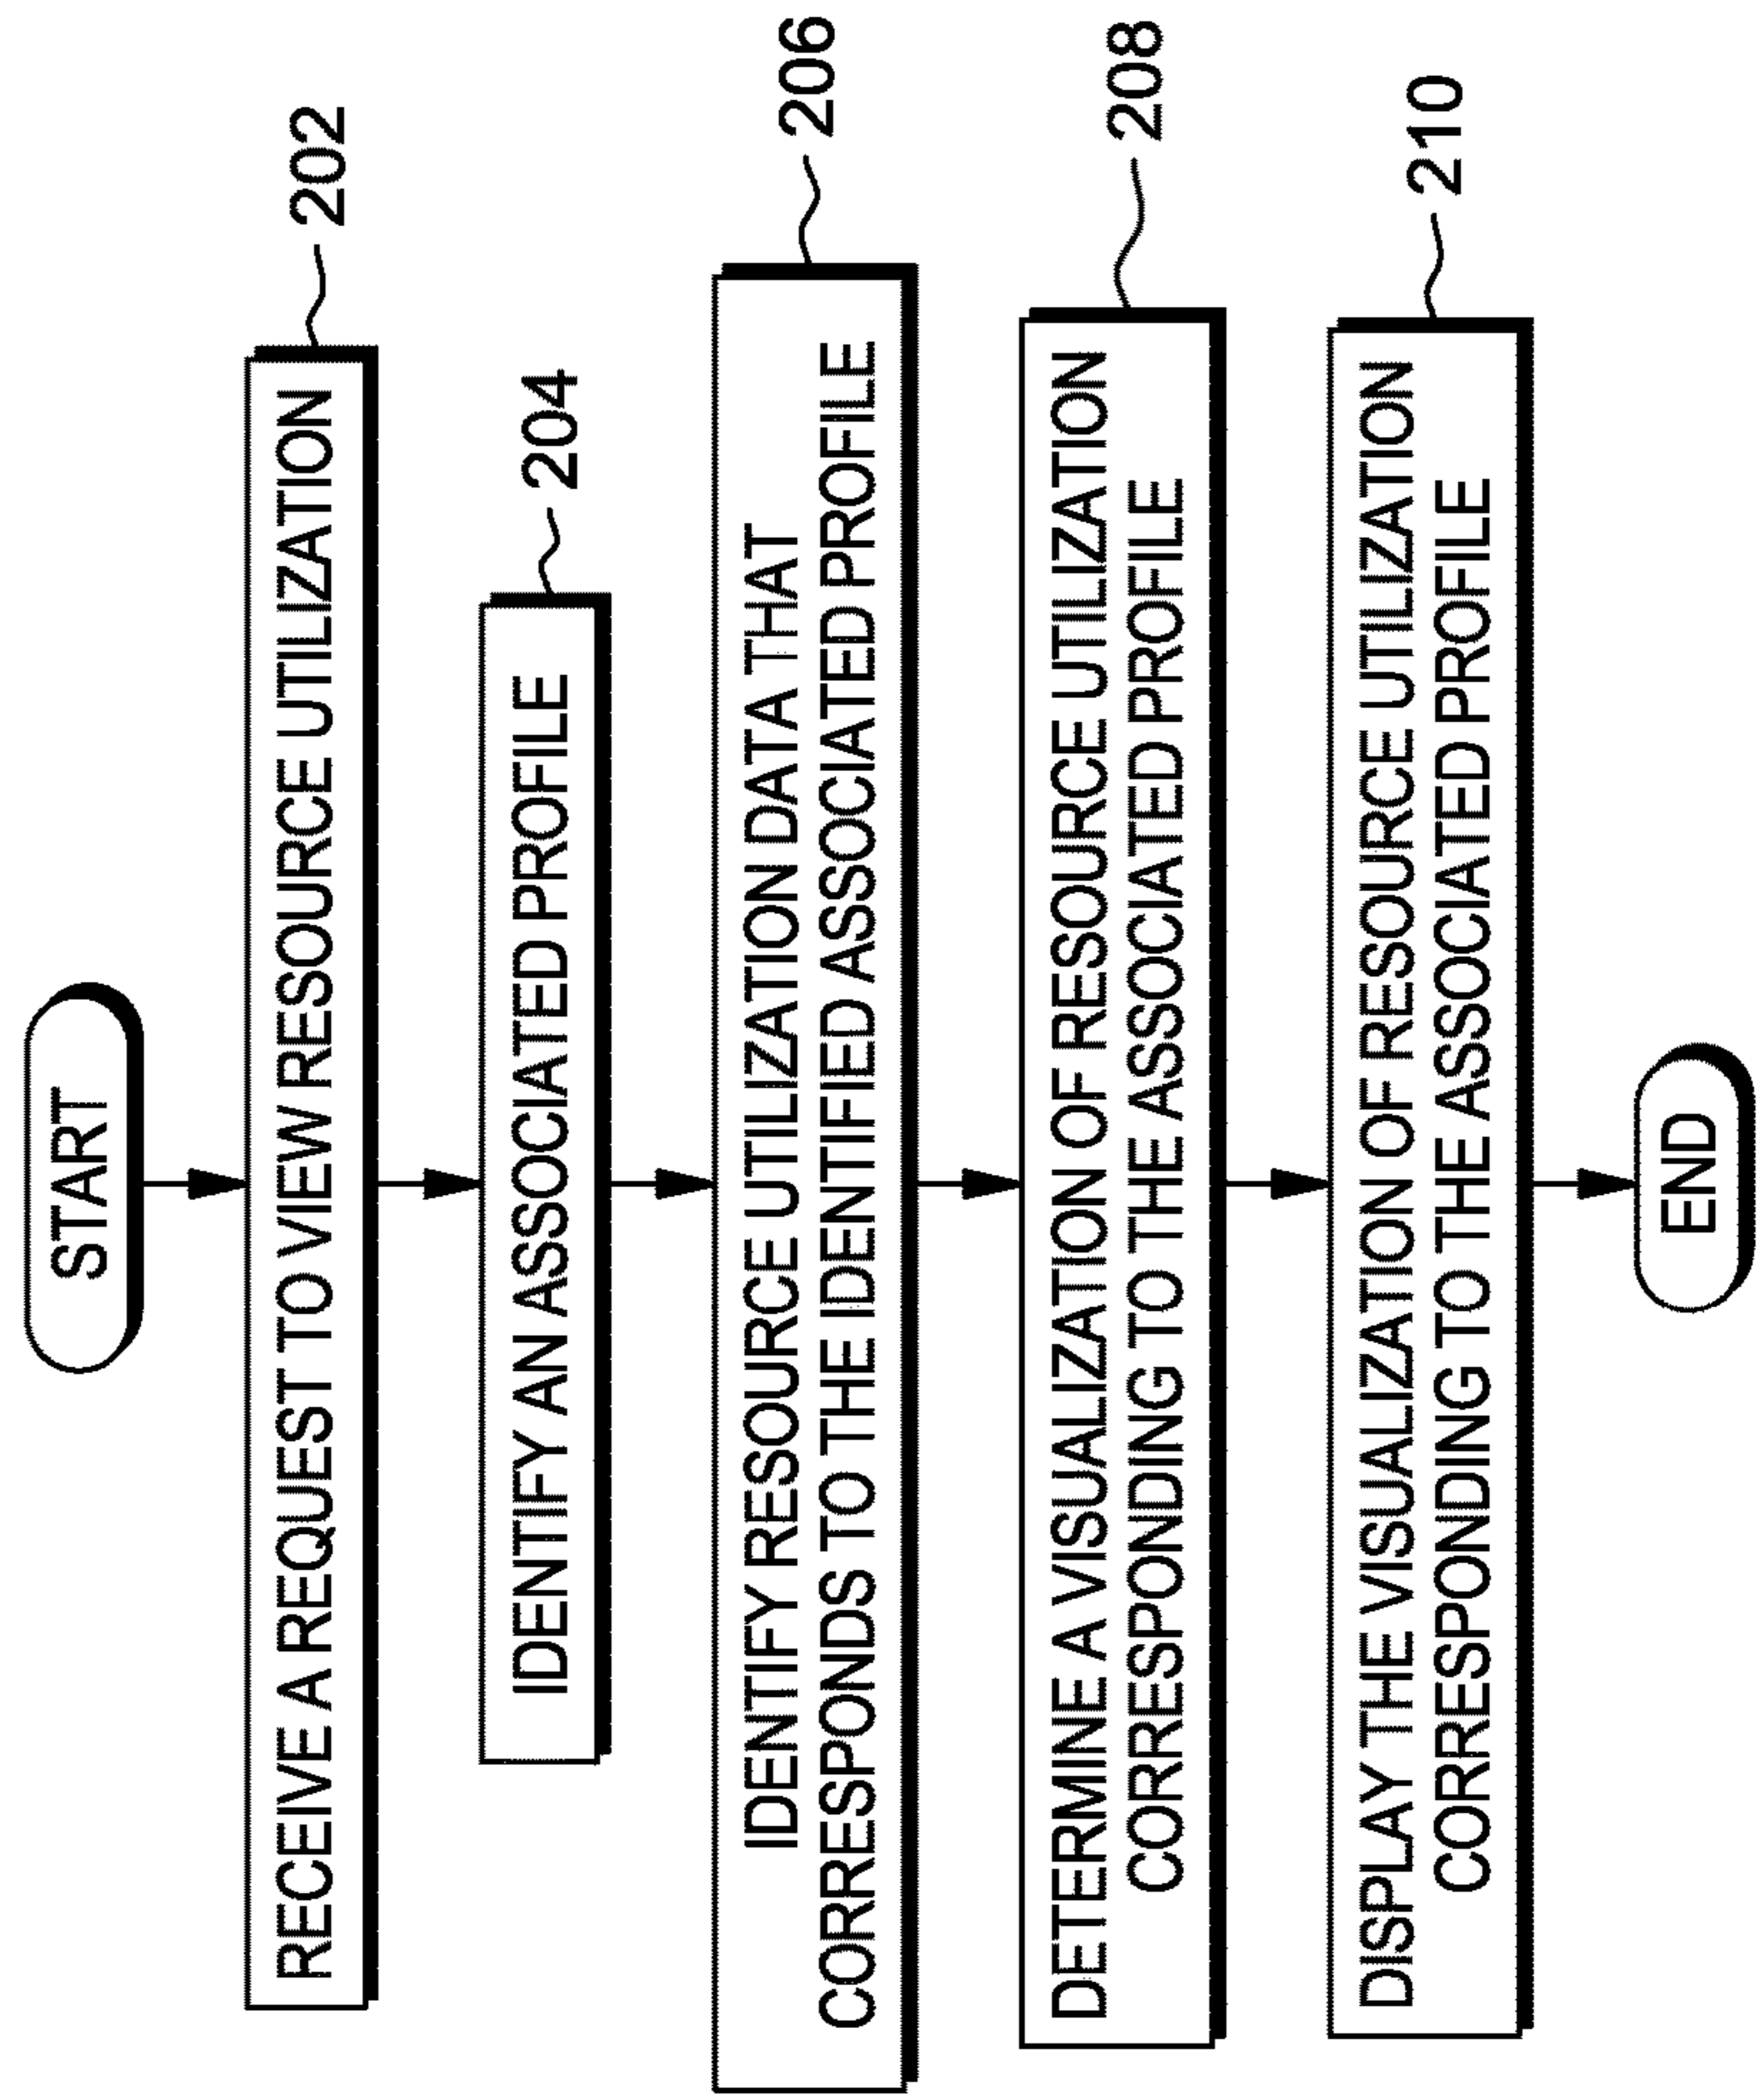 START
RECEIVE A REQUEST TO VIEW RESOURCE UTILIZATION
202
IDENTIFY AN ASSOCIATED PROFILE
204
IDENTIFY RESOURCE UTILIZATION DATA THAT
CORRESPONDS TO THE IDENTIFIED ASSOCIATED PROFILE
206
DETERMINE A VISUALIZATION OF RESOURCE UTILIZATION
CORRESPONDING TO THE ASSOCIATED PROFILE
208
DISPLAY THE VISUALIZATION OF RESOURCE UTILIZATION
CORRESPONDING TO THE ASSOCIATED PROFILE
210
END